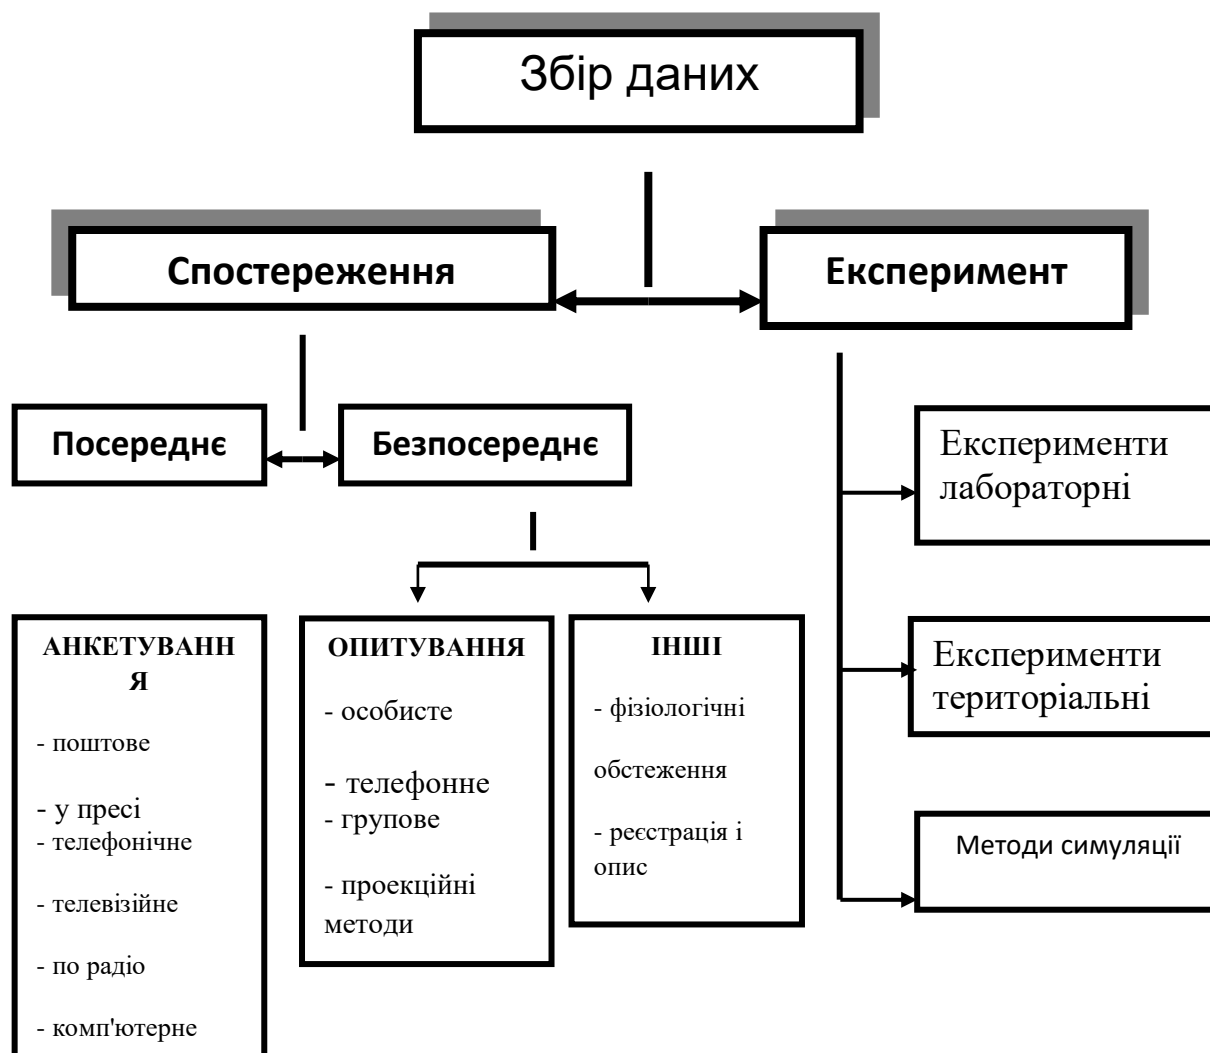 Збір даних
Спостереження
Експеримент
Посереднє
Безпосереднє
Експерименти
лабораторні
Експерименти
територіальні
Методи симуляції
АНКЕТУВАНН
Я
- поштове
- у пресі
- телефонічне
- телевізійне
- по радіо
- комп'ютерне
ОПИТУВАННЯ
- особисте
- телефонне
- групове
- проекційні
методи
ІНШІ
- фізіологічні
обстеження
- реєстрація і
опис